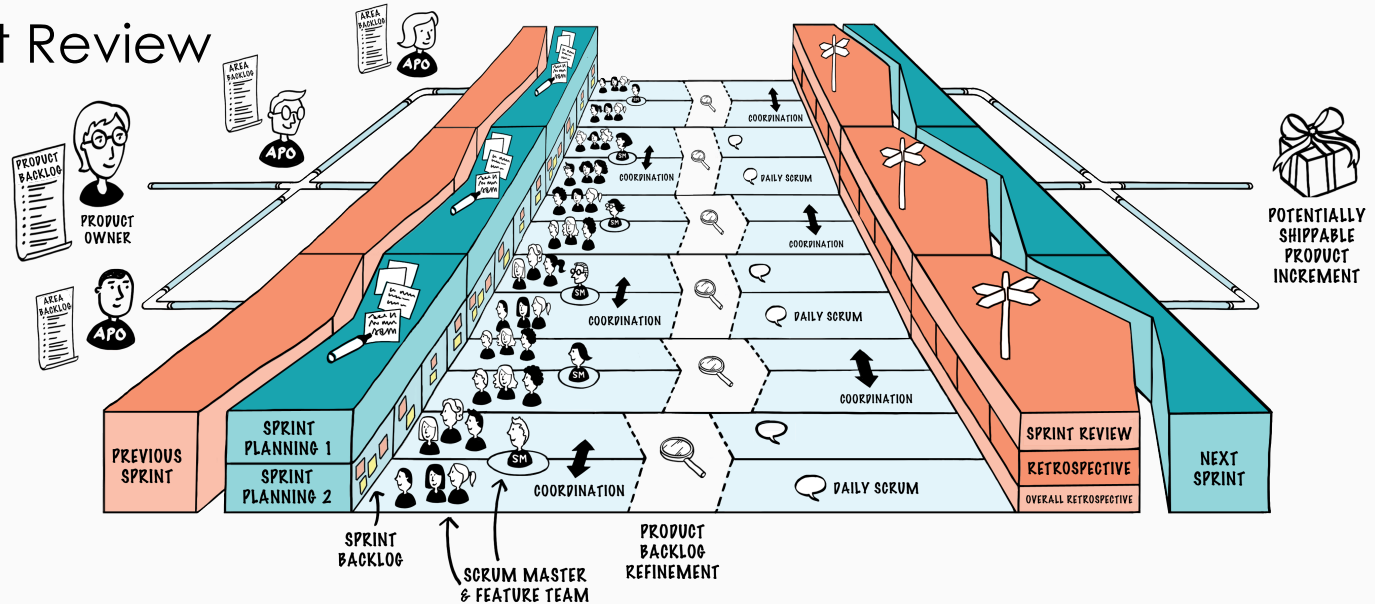 t Review
AREA
BACKLOG
APO
AREA
BACKLOG
APO
PRODUCT
BACKLOG
PRODUCT
OWNER
AREA
BACKLOG
APO
COORDINATION
SM
COORDINATION
DAILY SCRUM
SM
COORDINATION
SM
COORDINATION
DAILY SCRUM
SM
COORDINATION
SM
COORDINATION
DAILY SCRUM
PREVIOUS
SPRINT
SPRINT
PLANNING 1
SPRINT
PLANNING 2
SPRINT REVIEW
RETROSPECTIVE
OVERALL RETROSPECTIVE
NEXT
SPRINT
POTENTIALLY
SHIPPABLE
PRODUCT
INCREMENT
SPRINT
BACKLOG
SCRUM MASTER
& FEATURE TEAM
PRODUCT
BACKLOG
REFINEMENT